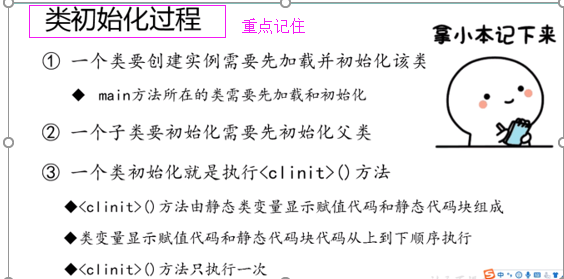 类初始化过程
重点记住
拿小本记下来
① 一个类要创建实例需要先加载并初始化该类
◆ main方法所在的类需要先加载和初始化
② 一个子类要初始化需要先初始化父类
③ 一个类初始化就是执行<clinit>()方法
◆<clinit>()方法由静态类变量显示赋值代码和静态代码块组成
◆类变量显示赋值代码和静态代码块代码从上到下顺序执行
◆<clinit>()方法只执行一次
中